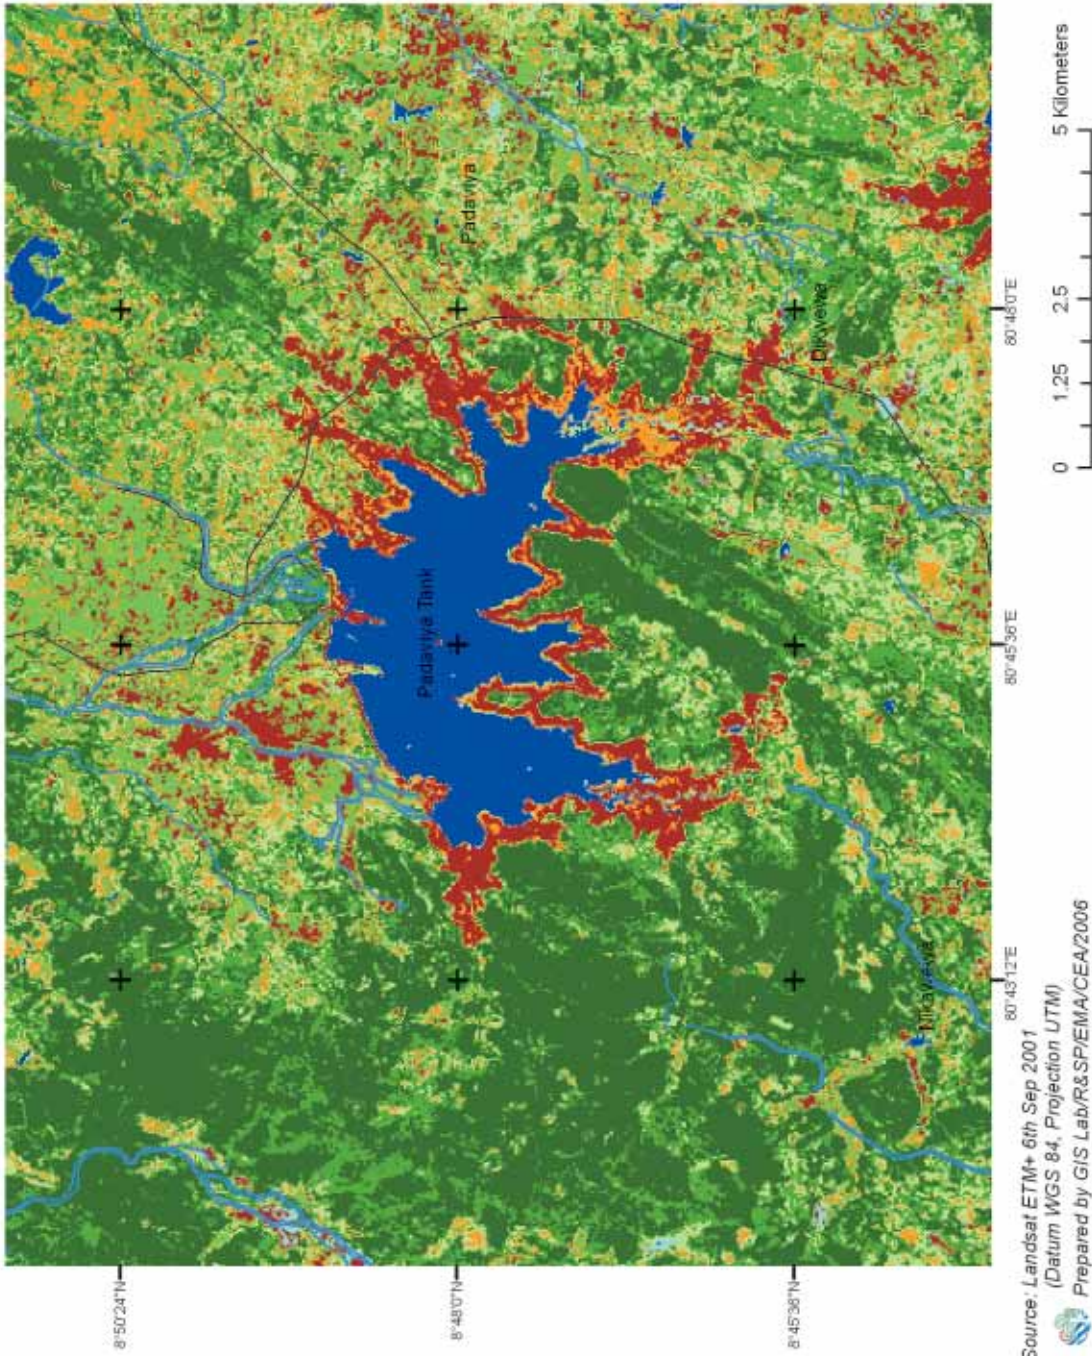 Padaviya
Padaviya Tank
Dikwewa
Nikawewa
8°50'24"N
8°48'0"N
8°45'36"N
80°43'12"E
80°45'36"E
80°48'0"E
0 1.25 2.5 5 Kilometers
Source: Landsat ETM+ 6th Sep 2001
(Datum WGS 84, Projection UTM)
Prepared by GIS Lab/R&SP/EMA/CEA/2006